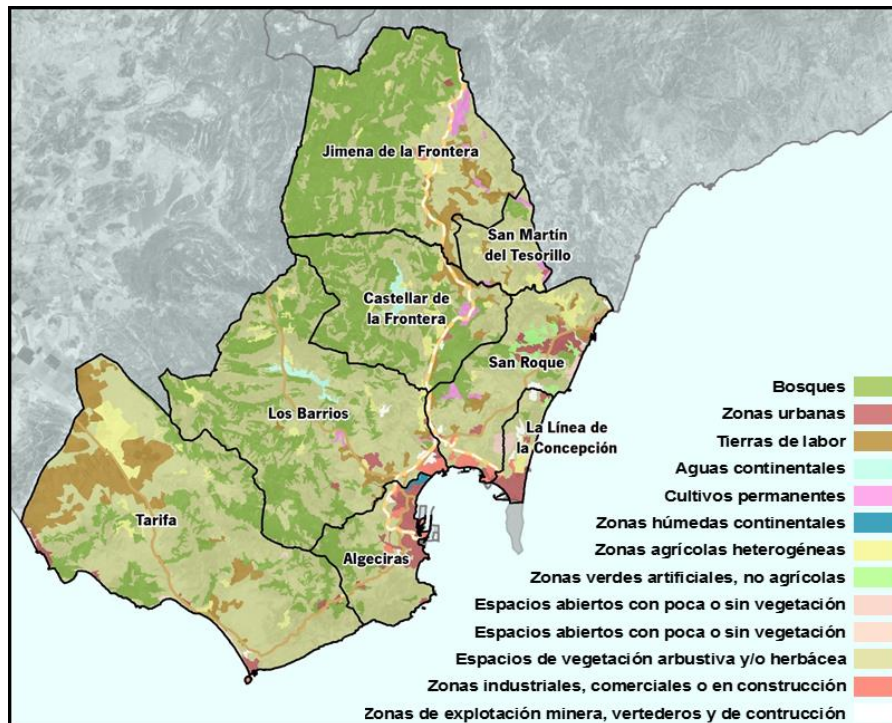 Jimena de la Frontera
San Martín
del Tesorillo
Castellar de
la Frontera
San Roque
Los Barrios
La Línea de
la Concepción
Tarifa
Algeciras
Bosques
Zonas urbanas
Tierras de labor
Aguas continentales
Cultivos permanentes
Zonas húmedas continentales
Zonas agrícolas heterogéneas
Zonas verdes artificiales, no agrícolas
Espacios abiertos con poca o sin vegetación
Espacios abiertos con poca o sin vegetación
Espacios de vegetación arbustiva y/o herbácea
Zonas industriales, comerciales o en construcción
Zonas de explotación minera, vertederos y de contrucción